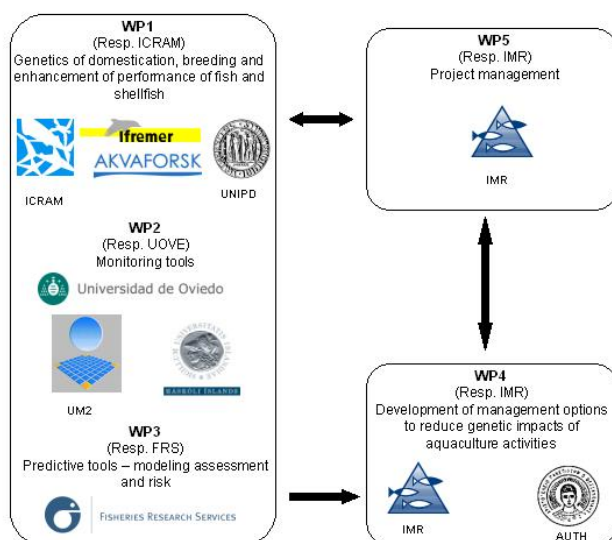 WP1
(Resp. ICRAM)
Genetics of domestication, breeding and
enhancement of performance of fish and
shellfish
Ifremer
AKVAFORSK
ICRAM
UNIPD
WP2
(Resp. UOVE)
Monitoring tools
Universidad de Oviedo
UM2
HÁSKÓLI ÍSLANDS
WP3
(Resp. FRS)
Predictive tools – modeling assessment
and risk
FISHERIES RESEARCH SERVICES
WP5
(Resp. IMR)
Project management
IMR
WP4
(Resp. IMR)
Development of management options
to reduce genetic impacts of
aquaculture activities
IMR
AUTH